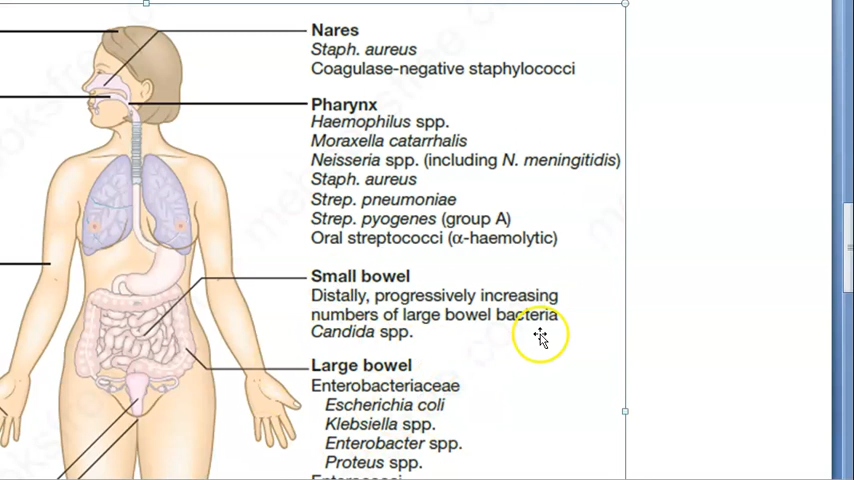 Nares
Staph. aureus
Coagulase-negative staphylococci
Pharynx
Haemophilus spp.
Moraxella catarrhalis
Neisseria spp. (including N. meningitidis)
Staph. aureus
Strep. pneumoniae
Strep. pyogenes (group A)
Oral streptococci (α-haemolytic)
Small bowel
Distally, progressively increasing
numbers of large bowel bacteria
Candida spp.
Large bowel
Enterobacteriaceae
Escherichia coli
Klebsiella spp.
Enterobacter spp.
Proteus spp.